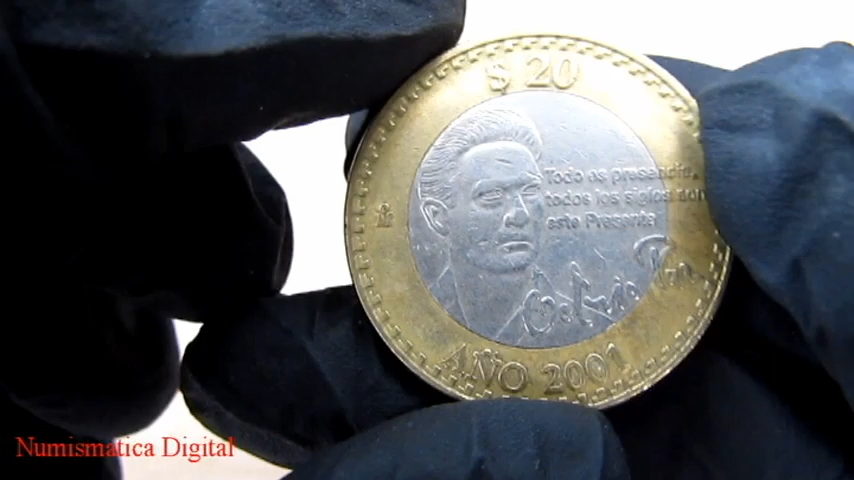 $ 20
Todo es presencia,
todos los siglos son
este Presente
Octavio Paz
AÑO 2001
Numismatica Digital